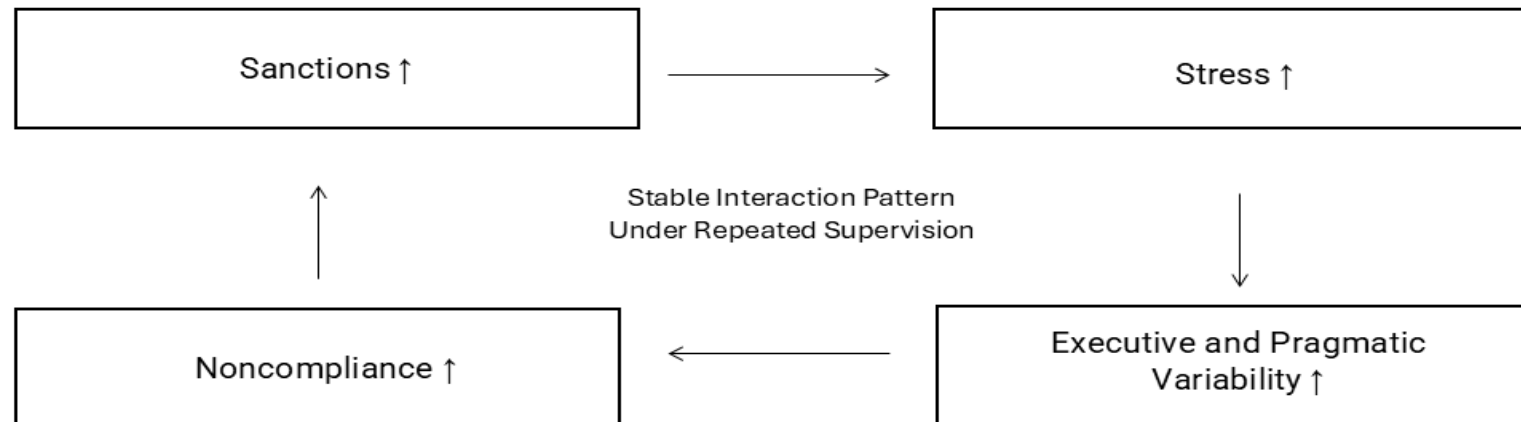 Sanctions ↑
Stress ↑
Stable Interaction Pattern
Under Repeated Supervision
Noncompliance ↑
Executive and Pragmatic
Variability ↑